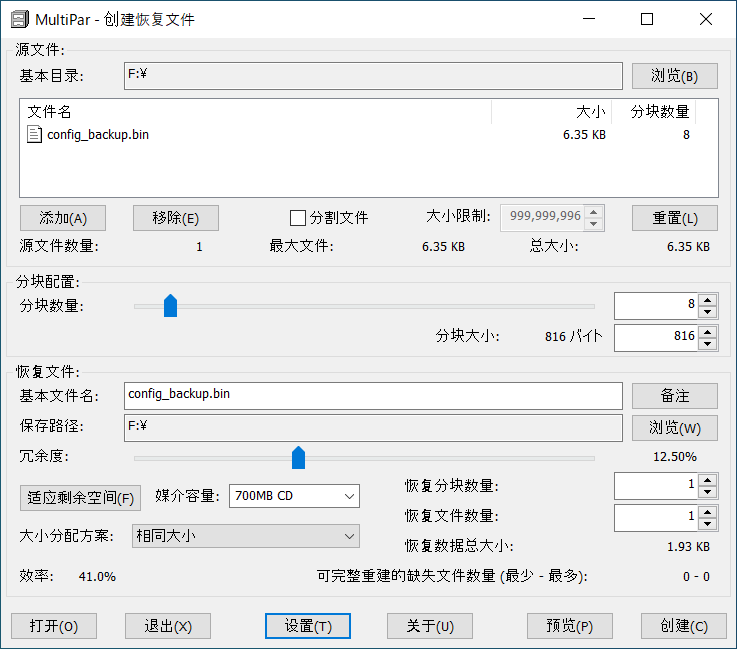 MultiPar - 创建恢复文件
源文件:
基本目录: F:¥ 浏览(B)
文件名 大小 分块数量
config_backup.bin 6.35 KB 8
添加(A) 移除(E) 分割文件 大小限制: 999,999,996 重置(L)
源文件数量: 1 最大文件: 6.35 KB 总大小: 6.35 KB
分块配置:
分块数量: 8
分块大小: 816 バイト 816
恢复文件:
基本文件名: config_backup.bin 备注
保存路径: F:¥ 浏览(W)
冗余度: 12.50%
适应剩余空间(F) 媒介容量: 700MB CD 恢复分块数量: 1
恢复文件数量: 1
大小分配方案: 相同大小 恢复数据总大小: 1.93 KB
效率: 41.0% 可完整重建的缺失文件数量 (最少 - 最多): 0 - 0
打开(O) 退出(X) 设置(T) 关于(U) 预览(P) 创建(C)